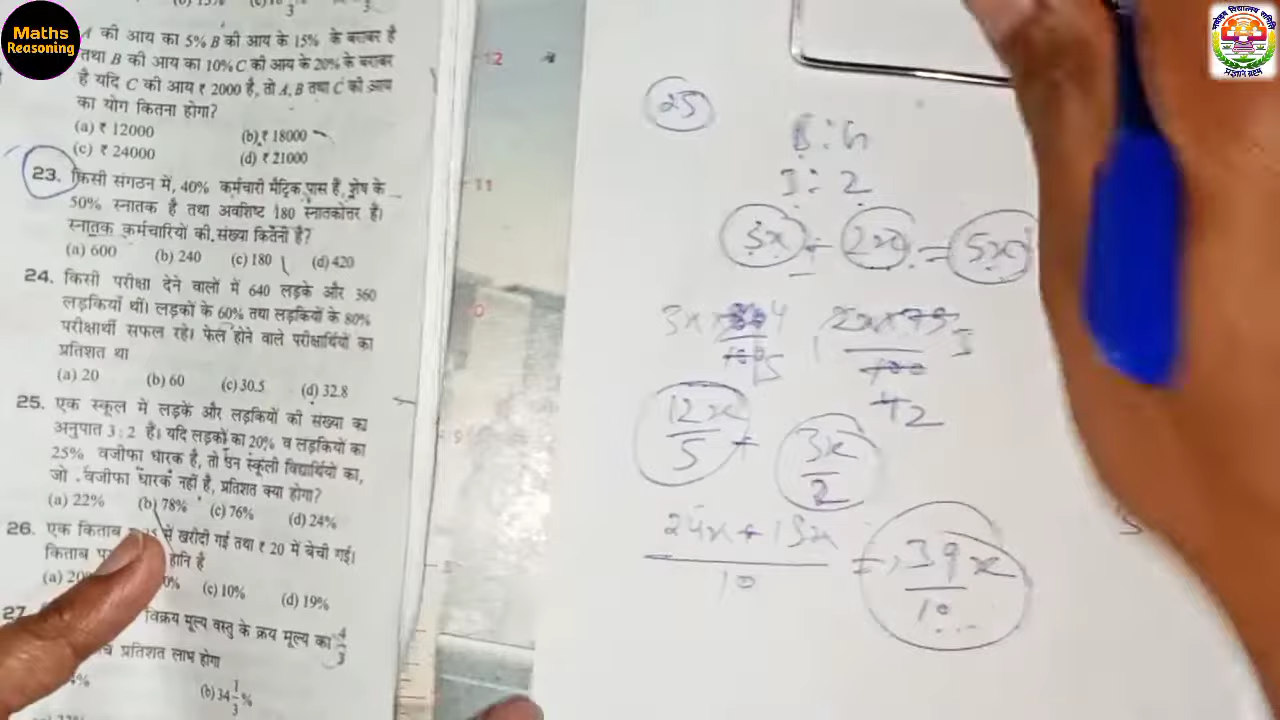 Maths
Reasoning
A की आय का 5% B की आय के 15% के बराबर है
तथा B की आय का 10% C की आय के 20% के बराबर
है यदि C की आय ₹ 2000 है, तो A, B तथा C की आय
का योग कितना होगा?
(a) ₹ 12000 (b) ₹ 18000
(c) ₹ 24000 (d) ₹ 21000
23. किसी संगठन में, 40% कर्मचारी मैट्रिक पास हैं, शेष के
50% स्नातक है तथा अवशिष्ट 180 स्नातकोत्तर हैं।
स्नातक कर्मचारियों की संख्या कितनी है?
(a) 600 (b) 240 (c) 180 (d) 420
24. किसी परीक्षा देने वालों में 640 लड़के और 360
लड़कियाँ थीं। लड़कों के 60% तथा लड़कियों के 80%
परीक्षार्थी सफल रहे। फेल होने वाले परीक्षार्थियों का
प्रतिशत था
(a) 20 (b) 60 (c) 30.5 (d) 32.8
25. एक स्कूल में लड़के और लड़कियों की संख्या का
अनुपात 3 : 2 है। यदि लड़कों का 20% व लड़कियों का
25% वजीफा धारक है, तो उन स्कूली विद्यार्थियों का,
जो वजीफा धारक नहीं है, प्रतिशत क्या होगा?
(a) 22% (b) 78% (c) 76% (d) 24%
26. एक किताब में खरीदी गई तथा ₹ 20 में बेची गई।
किताब हानि है
(a) 0% (c) 10% (d) 19%
27. विक्रय मूल्य वस्तु के क्रय मूल्य का 4/3
प्रतिशत लाभ होगा
(b) 34 1/3 %
12
11
25
3 : 2
3x + 2x = 5x
12x/5 + 3x/2
24x + 15x / 10 = 39x/10